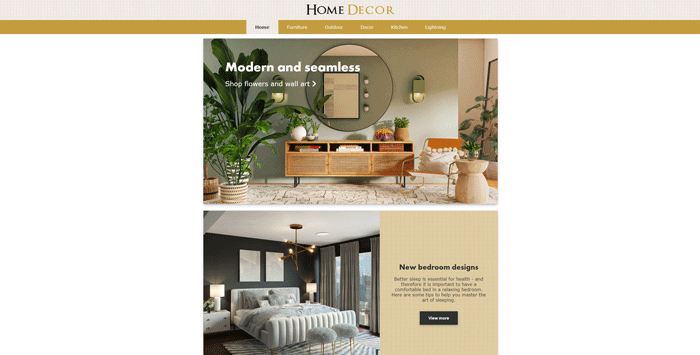 HOME DECOR
Home Furniture Outdoor Decor Kitchen Lightning
Modern and seamless
Shop flowers and wall art
New bedroom designs
Better sleep is essential for health - and
therefore it is important to have a
comfortable bed in a relaxing bedroom.
Here are some tips to help you master the
art of sleeping.
View more